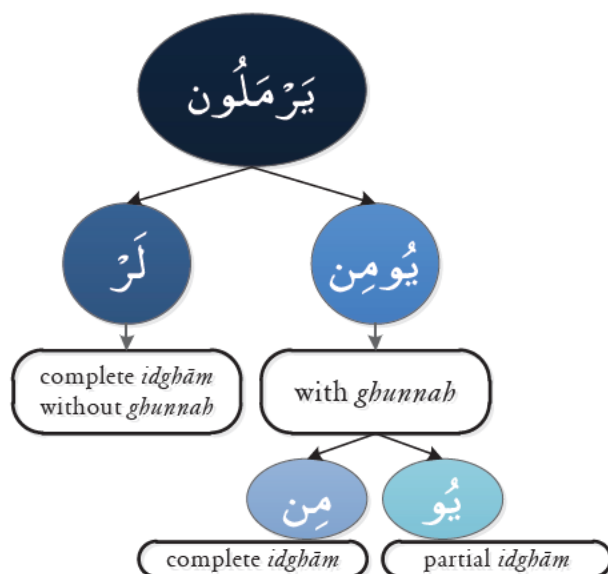 يَرْمَلُون
لَرْ
يُومِن
complete idghām
without ghunnah
with ghunnah
مِن
يُو
complete idghām
partial idghām